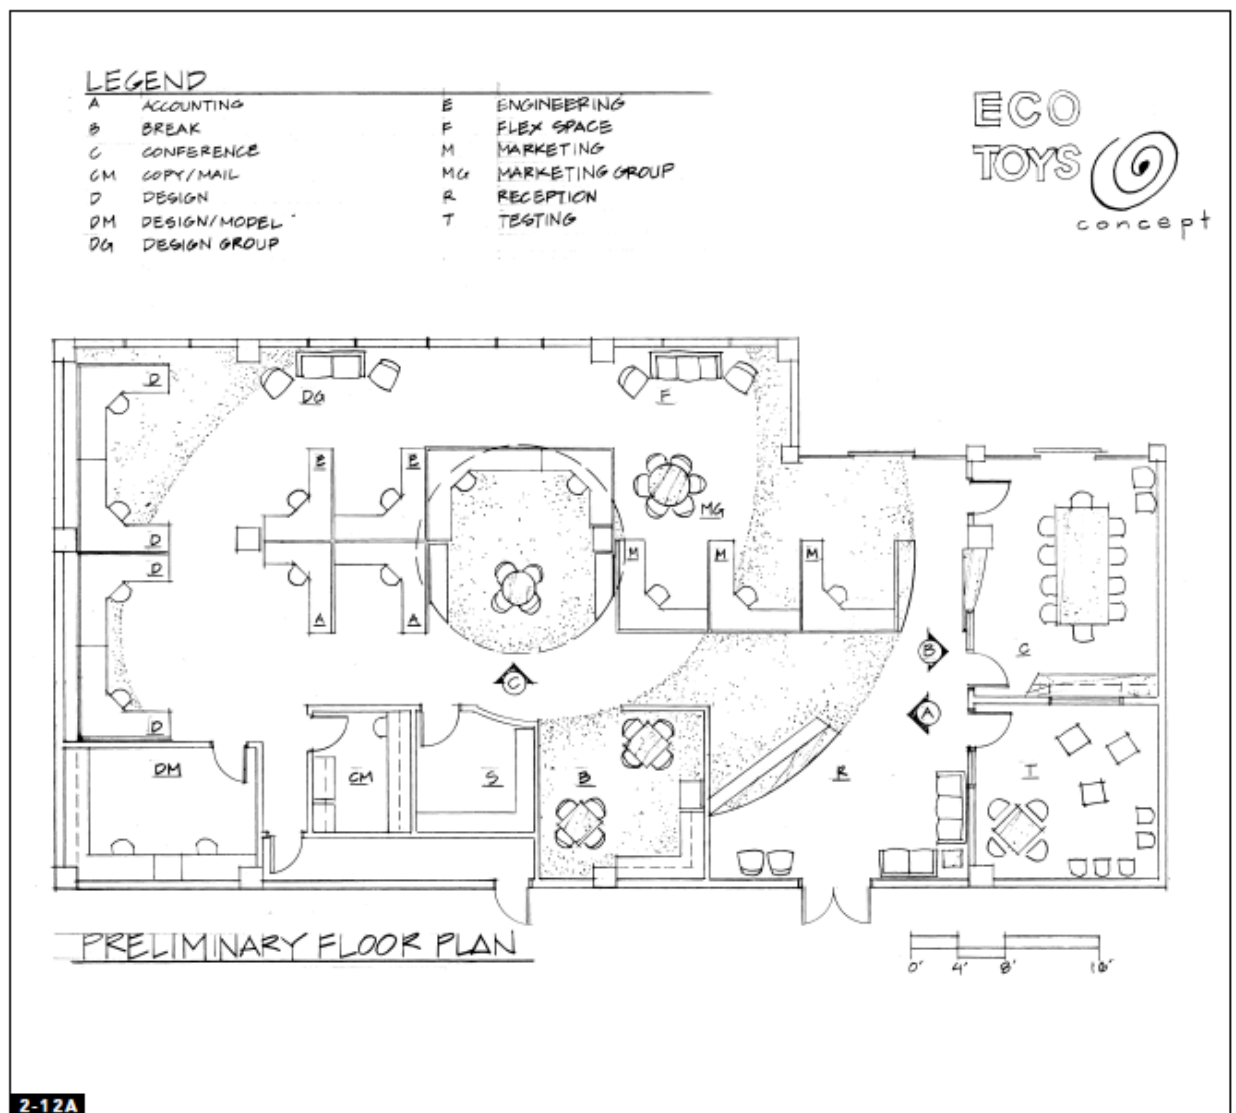 LEGEND
A ACCOUNTING
B BREAK
C CONFERENCE
CM COPY/MAIL
D DESIGN
DM DESIGN/MODEL
DG DESIGN GROUP
E ENGINEERING
F FLEX SPACE
M MARKETING
MG MARKETING GROUP
R RECEPTION
T TESTING
ECO
TOYS
concept
D
DG
F
E E
MG
D
M M M
D
A A
B
C
C
A
D
DM
CM
S
B
R
T
PRELIMINARY FLOOR PLAN
0' 4' 8' 16'
2-12A